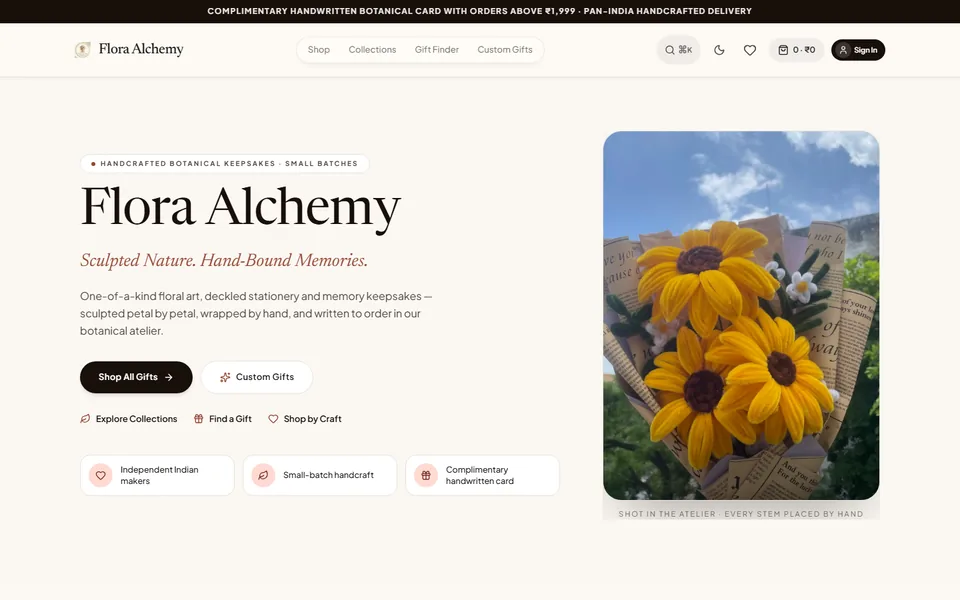 COMPLIMENTARY HANDWRITTEN BOTANICAL CARD WITH ORDERS ABOVE ₹1,999 · PAN-INDIA HANDCRAFTED DELIVERY
Flora Alchemy
Shop
Collections
Gift Finder
Custom Gifts
⌘K
0 · ₹0
Sign In
HANDCRAFTED BOTANICAL KEEPSAKES · SMALL BATCHES
Flora Alchemy
Sculpted Nature. Hand-Bound Memories.
One-of-a-kind floral art, deckled stationery and memory keepsakes —
sculpted petal by petal, wrapped by hand, and written to order in our
botanical atelier.
Shop All Gifts →
Custom Gifts
Explore Collections
Find a Gift
Shop by Craft
Independent Indian
makers
Small-batch handcraft
Complimentary
handwritten card
SHOT IN THE ATELIER · EVERY STEM PLACED BY HAND